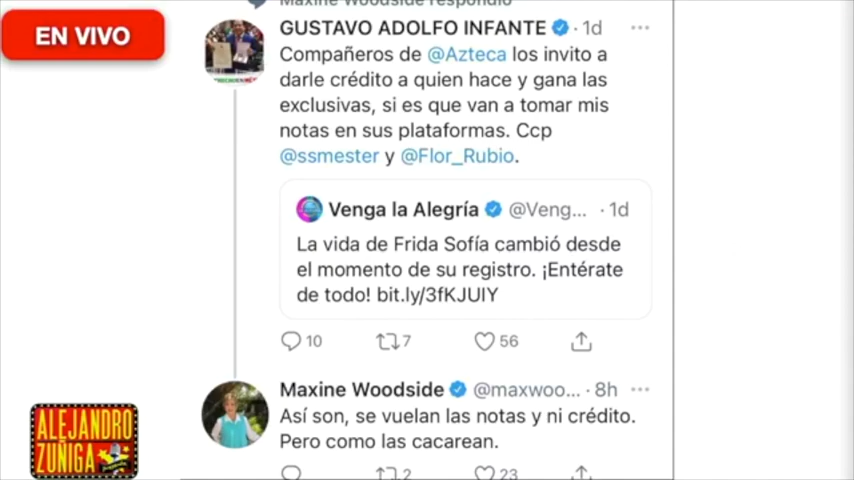 Maxine Woodside respondió
EN VIVO
GUSTAVO ADOLFO INFANTE · 1d
Compañeros de @Azteca los invito a
darle crédito a quien hace y gana las
exclusivas, si es que van a tomar mis
notas en sus plataformas. Ccp
@ssmester y @Flor_Rubio.
Venga la Alegría @Veng... · 1d
La vida de Frida Sofía cambió desde
el momento de su registro. ¡Entérate
de todo! bit.ly/3fKJUIY
10 7 56
Maxine Woodside @maxwoo... · 8h
Así son, se vuelan las notas y ni crédito.
Pero como las cacarean.
2 23
ALEJANDRO
ZUÑIGA